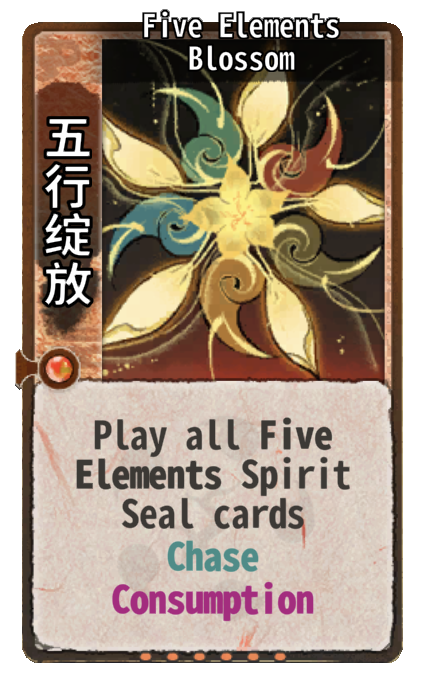 Five Elements
Blossom
五行绽放
Play all Five
Elements Spirit
Seal cards
Chase
Consumption